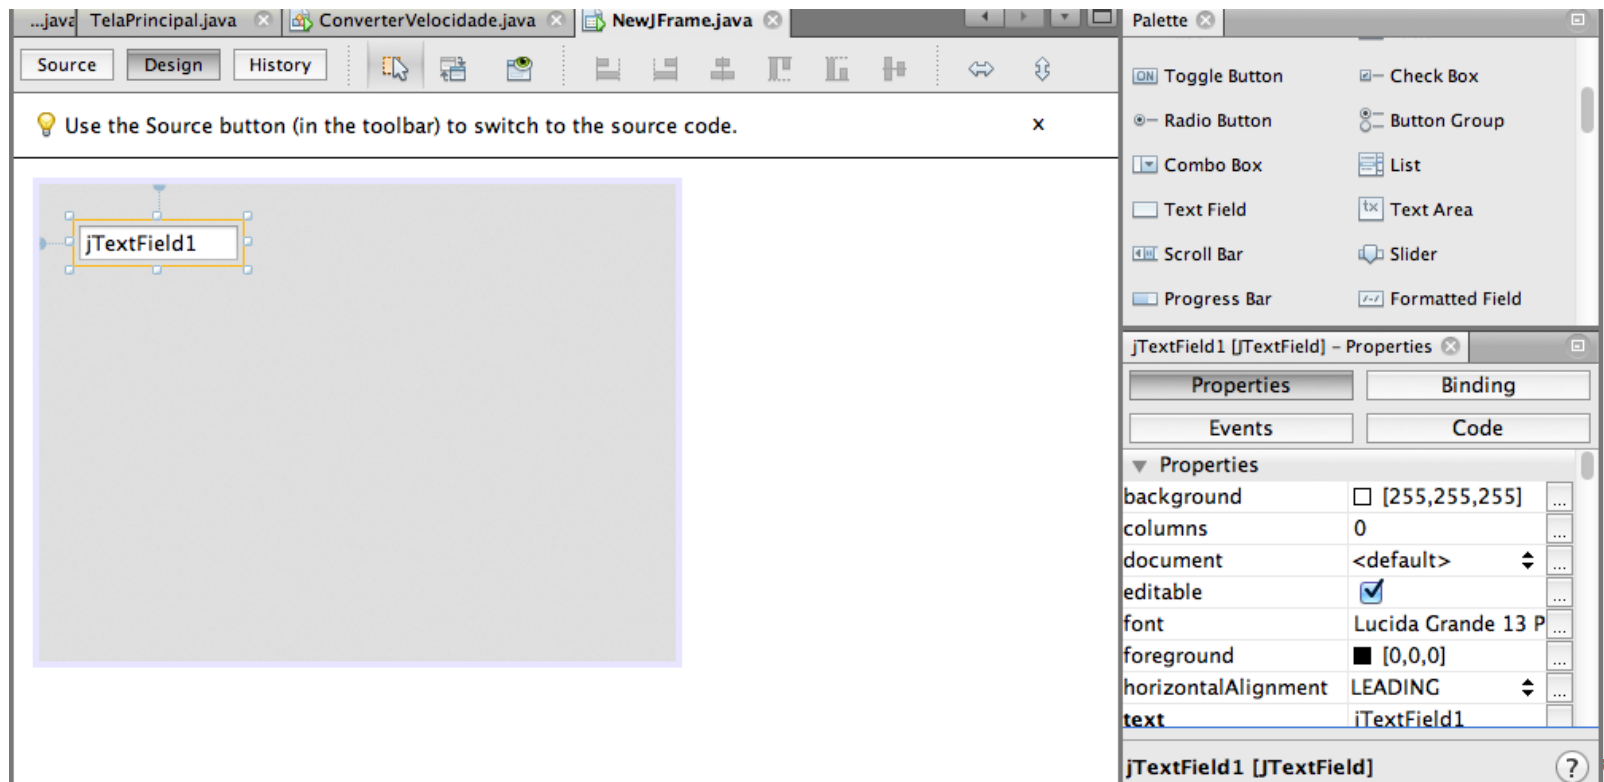 ...java TelaPrincipal.java ConverterVelocidade.java NewJFrame.java
Source Design History
Use the Source button (in the toolbar) to switch to the source code. x
jTextField1
Palette
ON Toggle Button Check Box
Radio Button Button Group
Combo Box List
Text Field tx Text Area
Scroll Bar Slider
Progress Bar Formatted Field
jTextField1 [JTextField] – Properties
Properties Binding
Events Code
Properties
background [255,255,255] ...
columns 0 ...
document <default> ...
editable ...
font Lucida Grande 13 P ...
foreground [0,0,0] ...
horizontalAlignment LEADING ...
text jTextField1
jTextField1 [JTextField] ?